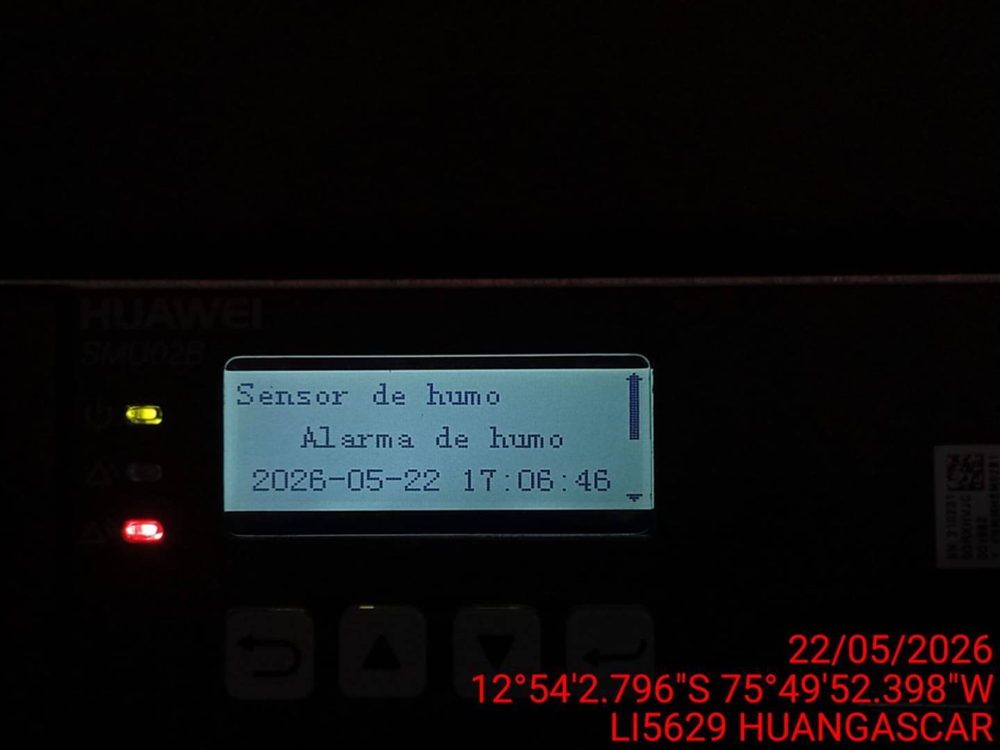 HUAWEI
SMU02B
Sensor de humo
Alarma de humo
2026-05-22 17:06:46
22/05/2026
12°54'2.796"S 75°49'52.398"W
LI5629 HUANGASCAR